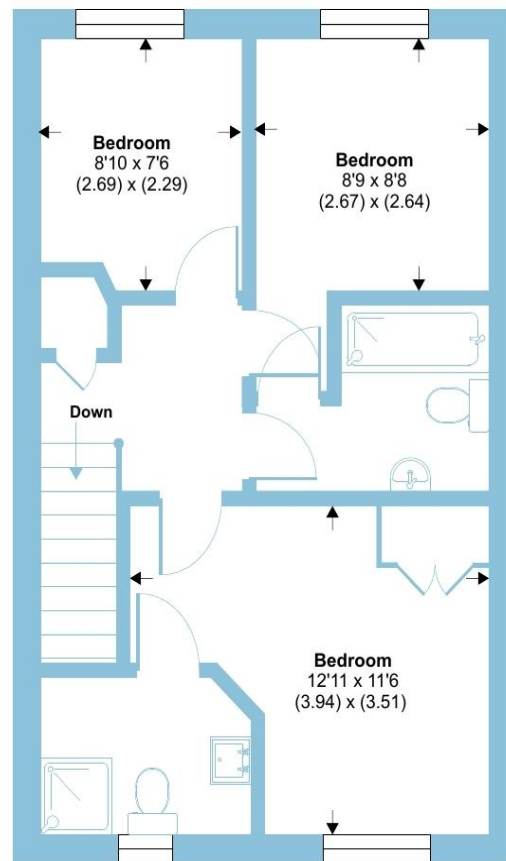 Bedroom
8'10 x 7'6
(2.69) x (2.29)
Bedroom
8'9 x 8'8
(2.67) x (2.64)
Down
Bedroom
12'11 x 11'6
(3.94) x (3.51)